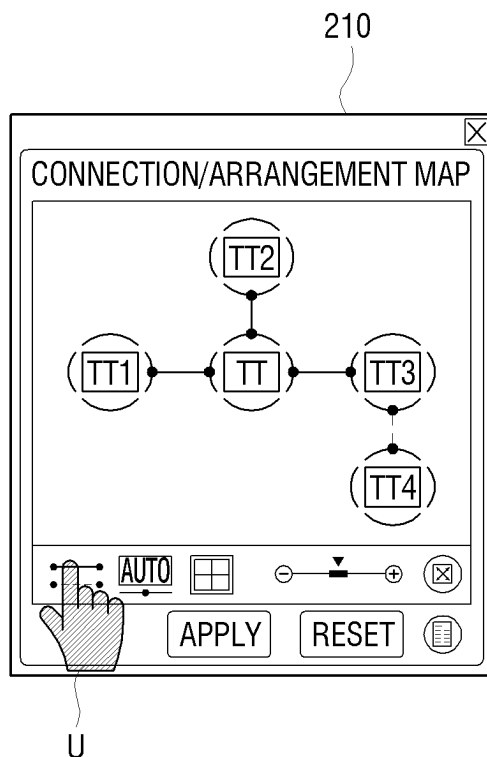 210
CONNECTION/ARRANGEMENT MAP
TT2
TT1 TT TT3
TT4
AUTO
APPLY RESET
U